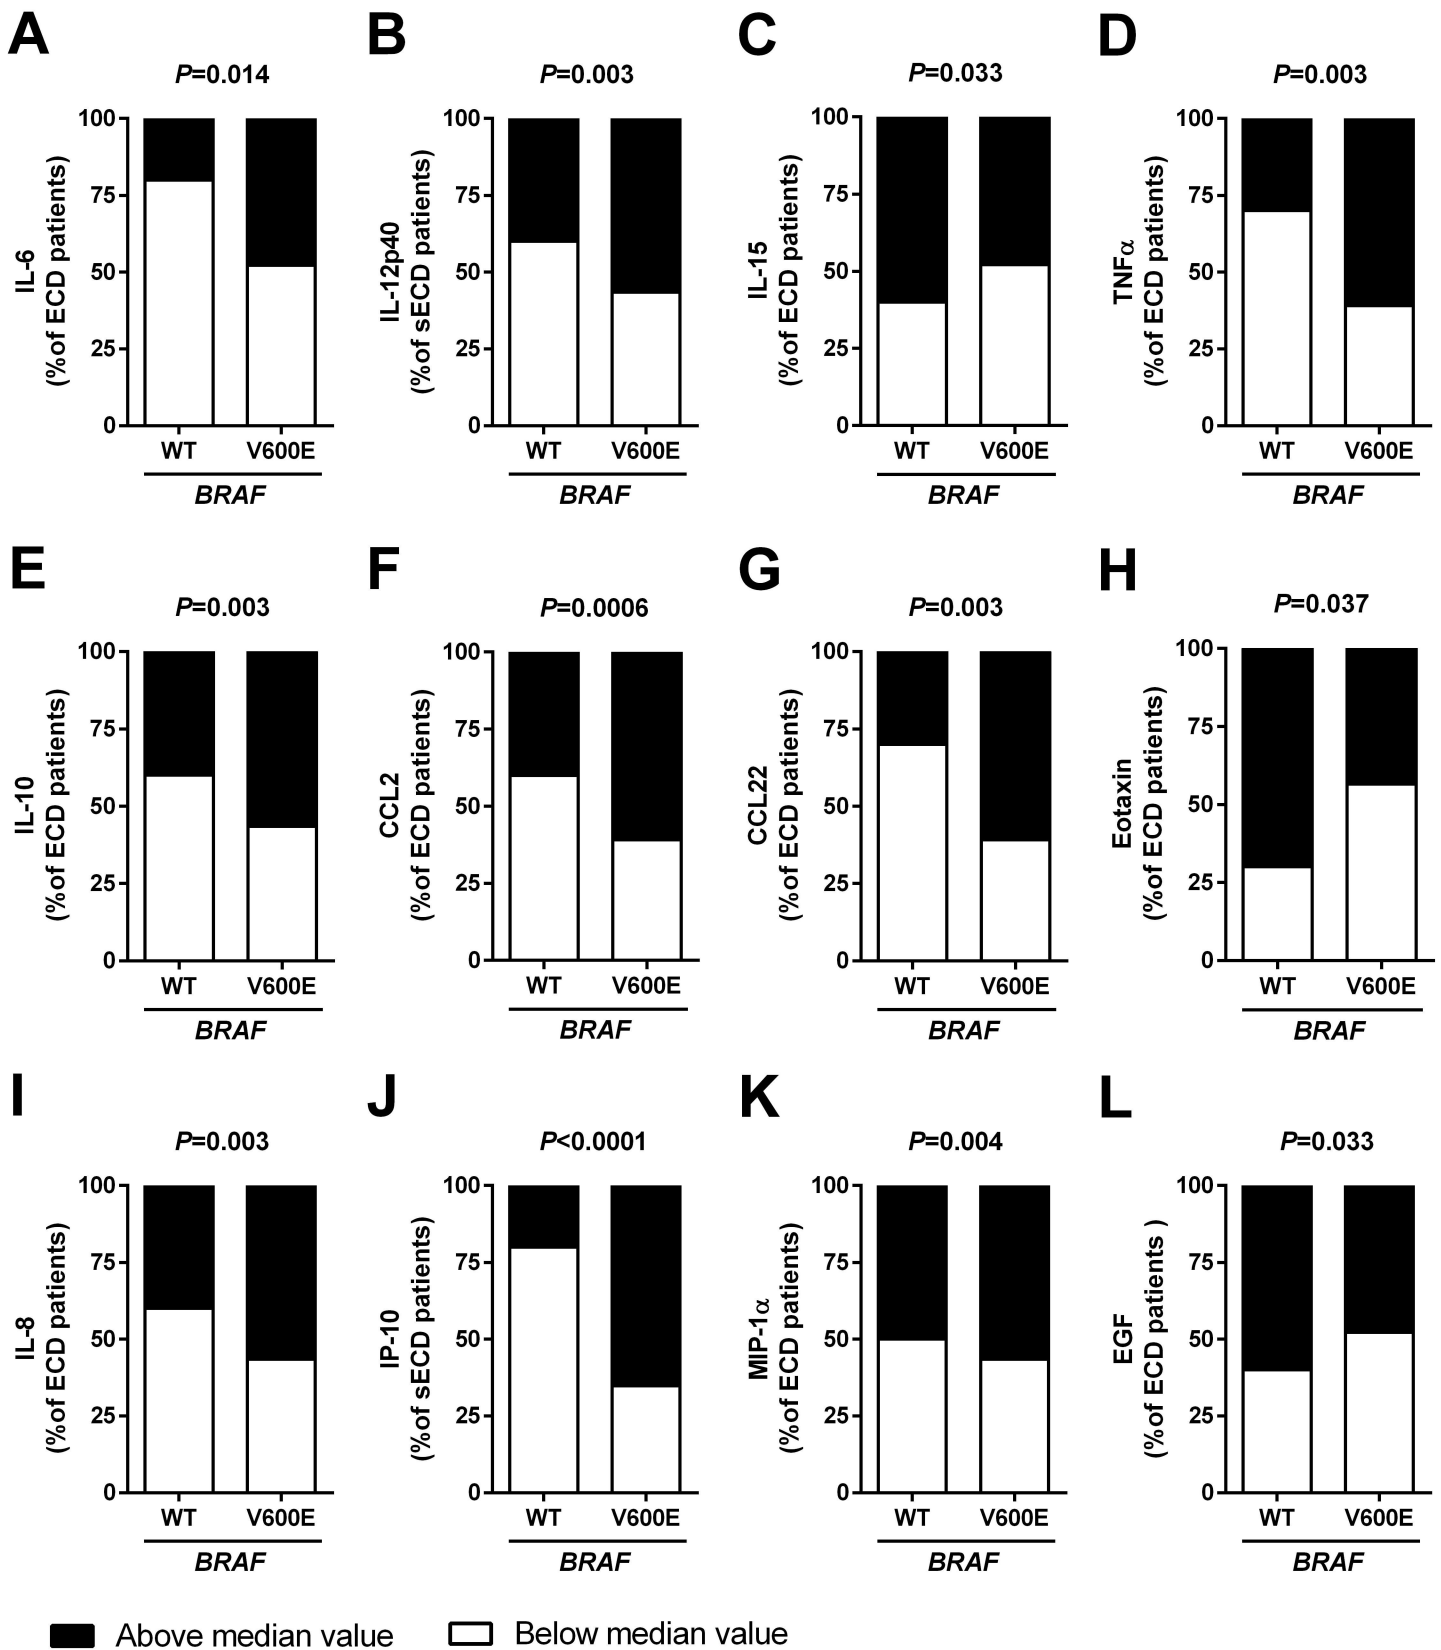 A
P=0.014
IL-6
(%of ECD patients)
100
75
50
25
0
WT V600E
BRAF
B
P=0.003
IL-12p40
(%of sECD patients)
100
75
50
25
0
WT V600E
BRAF
C
P=0.033
IL-15
(%of ECD patients)
100
75
50
25
0
WT V600E
BRAF
D
P=0.003
TNFα
(%of ECD patients)
100
75
50
25
0
WT V600E
BRAF
E
P=0.003
IL-10
(%of ECD patients)
100
75
50
25
0
WT V600E
BRAF
F
P=0.0006
CCL2
(%of ECD patients)
100
75
50
25
0
WT V600E
BRAF
G
P=0.003
CCL22
(%of ECD patients)
100
75
50
25
0
WT V600E
BRAF
H
P=0.037
Eotaxin
(%of ECD patients)
100
75
50
25
0
WT V600E
BRAF
I
P=0.003
IL-8
(%of ECD patients)
100
75
50
25
0
WT V600E
BRAF
J
P<0.0001
IP-10
(%of sECD patients)
100
75
50
25
0
WT V600E
BRAF
K
P=0.004
MIP-1α
(%of ECD patients)
100
75
50
25
0
WT V600E
BRAF
L
P=0.033
EGF
(%of ECD patients )
100
75
50
25
0
WT V600E
BRAF
Above median value Below median value